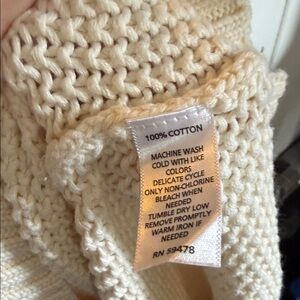 100% COTTON
MACHINE WASH
COLD WITH LIKE
COLORS
DELICATE CYCLE
ONLY NON-CHLORINE
BLEACH WHEN
NEEDED
TUMBLE DRY LOW
REMOVE PROMPTLY
WARM IRON IF
NEEDED
RN 59478